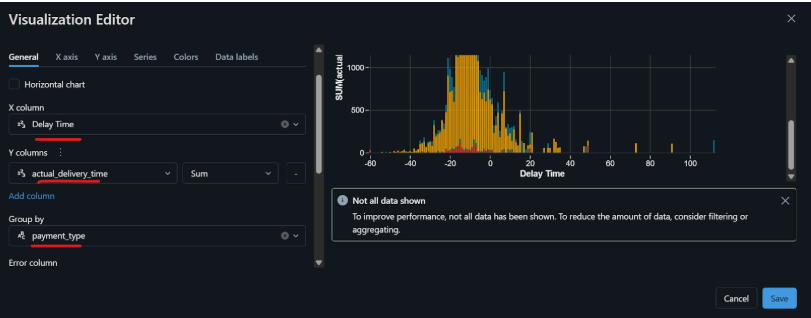 Visualization Editor
General X axis Y axis Series Colors Data labels
Horizontal chart
X column
Delay Time
Y columns
actual_delivery_time Sum
Add column
Group by
payment_type
Error column
SUM(actual
1000
500
0
-60 -40 -20 0 20 40 60 80 100
Delay Time
Not all data shown
To improve performance, not all data has been shown. To reduce the amount of data, consider filtering or
aggregating.
Cancel Save